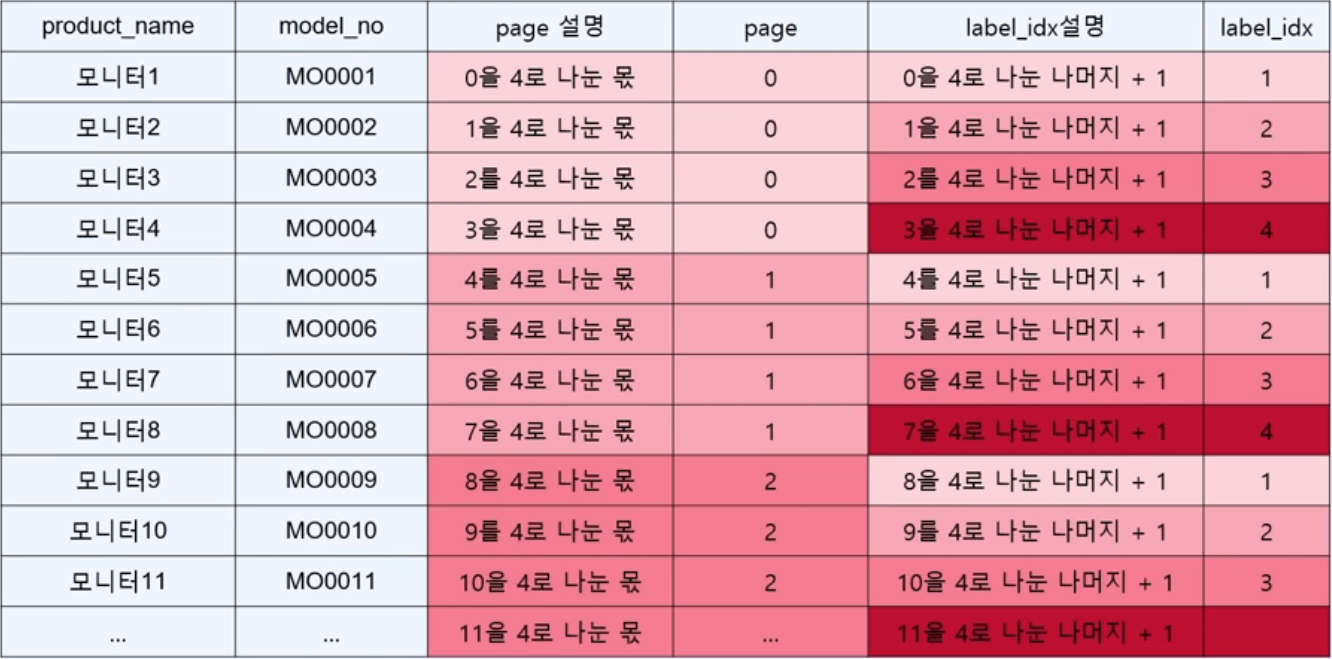 product_name model_no page 설명 page label_idx설명 label_idx
모니터1 MO0001 0을 4로 나눈 몫 0 0을 4로 나눈 나머지 + 1 1
모니터2 MO0002 1을 4로 나눈 몫 0 1을 4로 나눈 나머지 + 1 2
모니터3 MO0003 2를 4로 나눈 몫 0 2를 4로 나눈 나머지 + 1 3
모니터4 MO0004 3을 4로 나눈 몫 0 3을 4로 나눈 나머지 + 1 4
모니터5 MO0005 4를 4로 나눈 몫 1 4를 4로 나눈 나머지 + 1 1
모니터6 MO0006 5를 4로 나눈 몫 1 5를 4로 나눈 나머지 + 1 2
모니터7 MO0007 6을 4로 나눈 몫 1 6을 4로 나눈 나머지 + 1 3
모니터8 MO0008 7을 4로 나눈 몫 1 7을 4로 나눈 나머지 + 1 4
모니터9 MO0009 8을 4로 나눈 몫 2 8을 4로 나눈 나머지 + 1 1
모니터10 MO0010 9를 4로 나눈 몫 2 9를 4로 나눈 나머지 + 1 2
모니터11 MO0011 10을 4로 나눈 몫 2 10을 4로 나눈 나머지 + 1 3
... ... 11을 4로 나눈 몫 ... 11을 4로 나눈 나머지 + 1